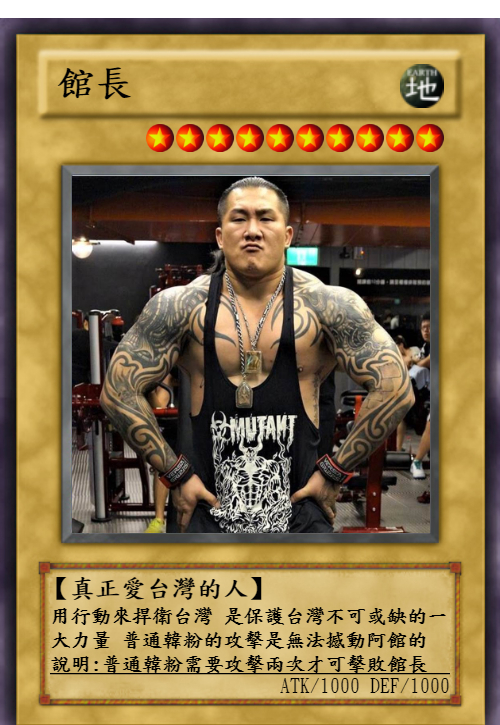 館長
EARTH
地
MUTANT
【真正愛台灣的人】
用行動來捍衛台灣 是保護台灣不可或缺的一
大力量 普通韓粉的攻擊是無法撼動阿館的
說明:普通韓粉需要攻擊兩次才可擊敗館長
ATK/1000 DEF/1000